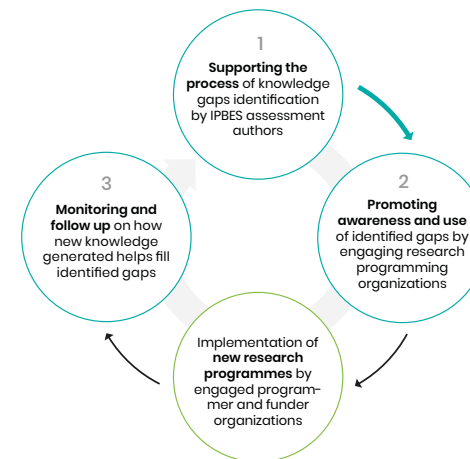 1
Supporting the
process of knowledge
gaps identification
by IPBES assessment
authors
2
Promoting
awareness and use
of identified gaps by
engaging research
programming
organizations
Implementation of
new research
programmes by
engaged program-
mer and funder
organizations
3
Monitoring and
follow up on how
new knowledge
generated helps fill
identified gaps